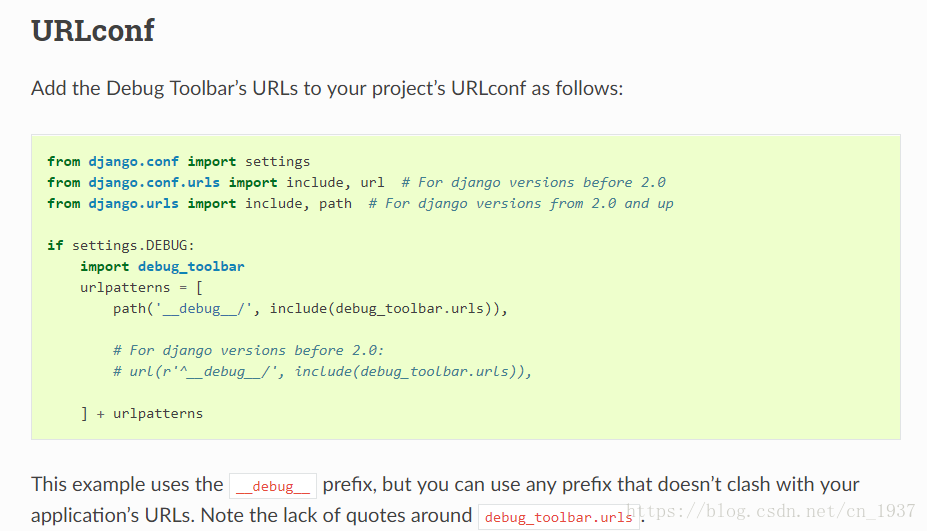 URLconf
Add the Debug Toolbar’s URLs to your project’s URLconf as follows:
from django.conf import settings
from django.conf.urls import include, url  # For django versions before 2.0
from django.urls import include, path  # For django versions from 2.0 and up
if settings.DEBUG:
    import debug_toolbar
    urlpatterns = [
        path('__debug__/', include(debug_toolbar.urls)),
        # For django versions before 2.0:
        # url(r'^__debug__/', include(debug_toolbar.urls)),
    ] + urlpatterns
This example uses the __debug__ prefix, but you can use any prefix that doesn’t clash with your
application’s URLs. Note the lack of quotes around debug_toolbar.urls .
https://blog.csdn.net/cn_1937